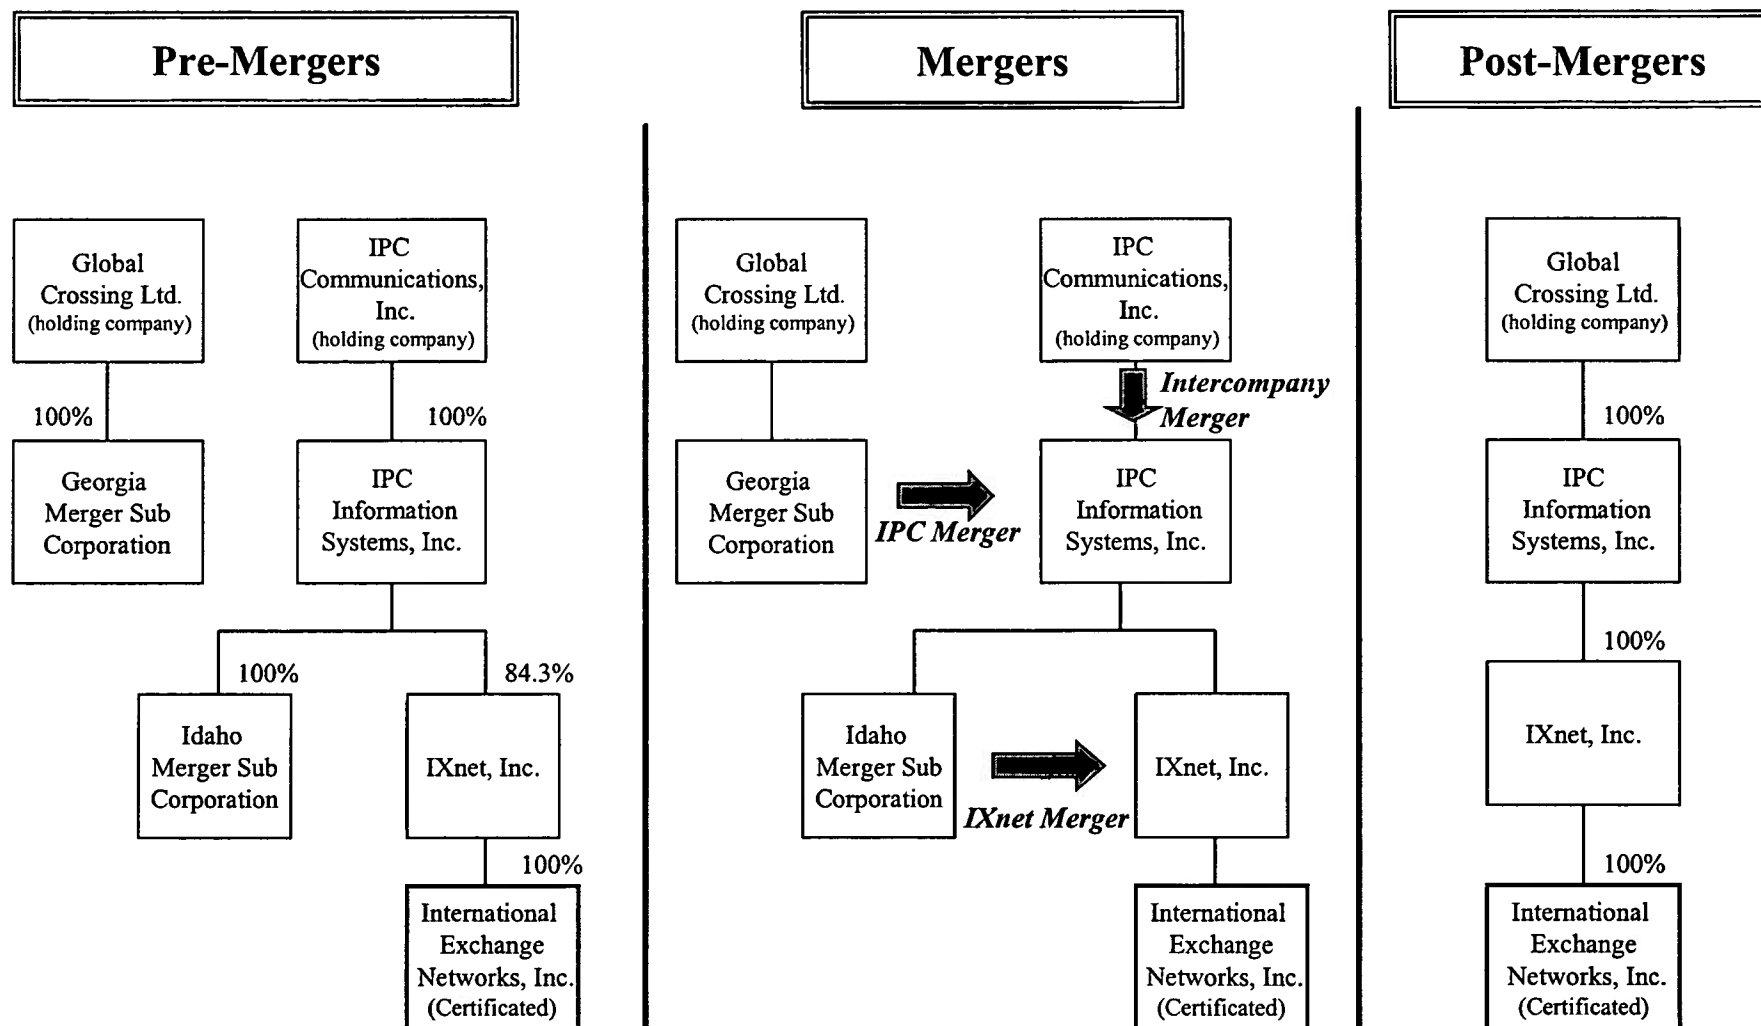 Pre-Mergers
Mergers
Post-Mergers
Global
Crossing Ltd.
(holding company)
IPC
Communications,
Inc.
(holding company)
100%
100%
Georgia
Merger Sub
Corporation
IPC
Information
Systems, Inc.
100%
84.3%
Idaho
Merger Sub
Corporation
IXnet, Inc.
100%
International
Exchange
Networks, Inc.
(Certificated)
Global
Crossing Ltd.
(holding company)
IPC
Communications,
Inc.
(holding company)
Intercompany
Merger
Georgia
Merger Sub
Corporation
IPC Merger
IPC
Information
Systems, Inc.
Idaho
Merger Sub
Corporation
IXnet Merger
IXnet, Inc.
International
Exchange
Networks, Inc.
(Certificated)
Global
Crossing Ltd.
(holding company)
100%
IPC
Information
Systems, Inc.
100%
IXnet, Inc.
100%
International
Exchange
Networks, Inc.
(Certificated)